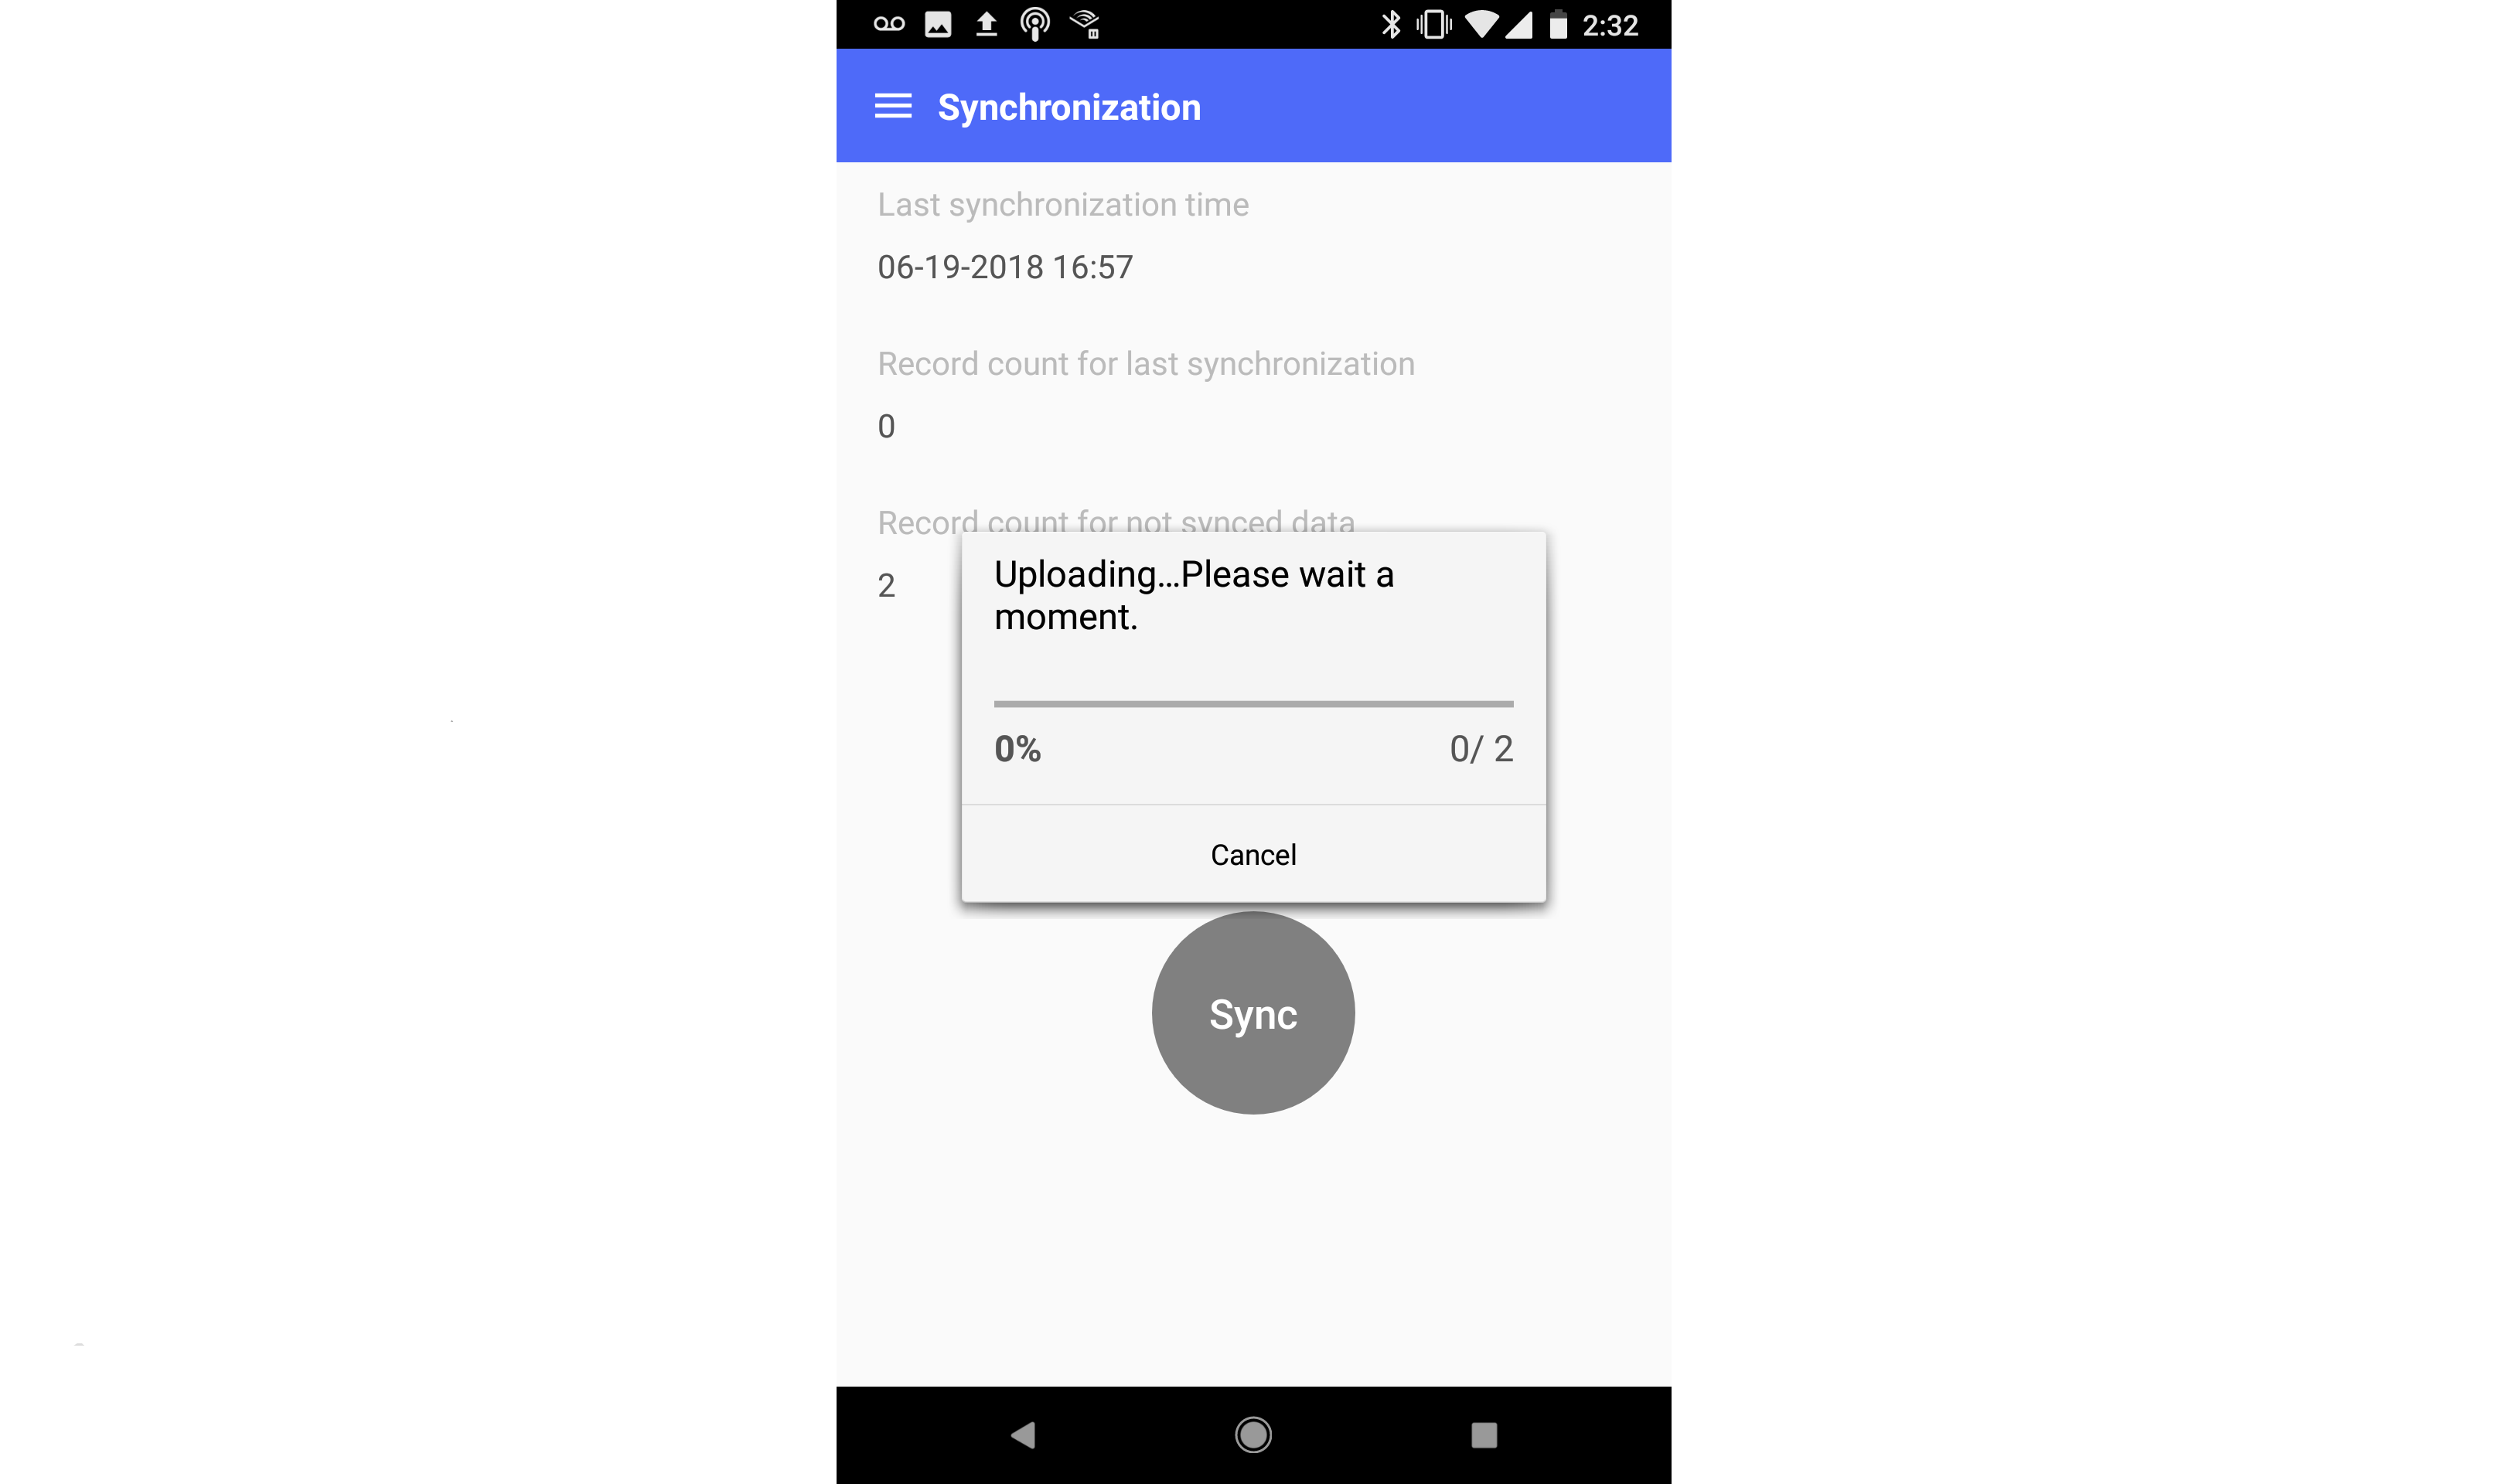 2:32
Synchronization
Last synchronization time
06-19-2018 16:57
Record count for last synchronization
0
Record count for not synced data
2
Uploading...Please wait a
moment.
0% 0/ 2
Cancel
Sync